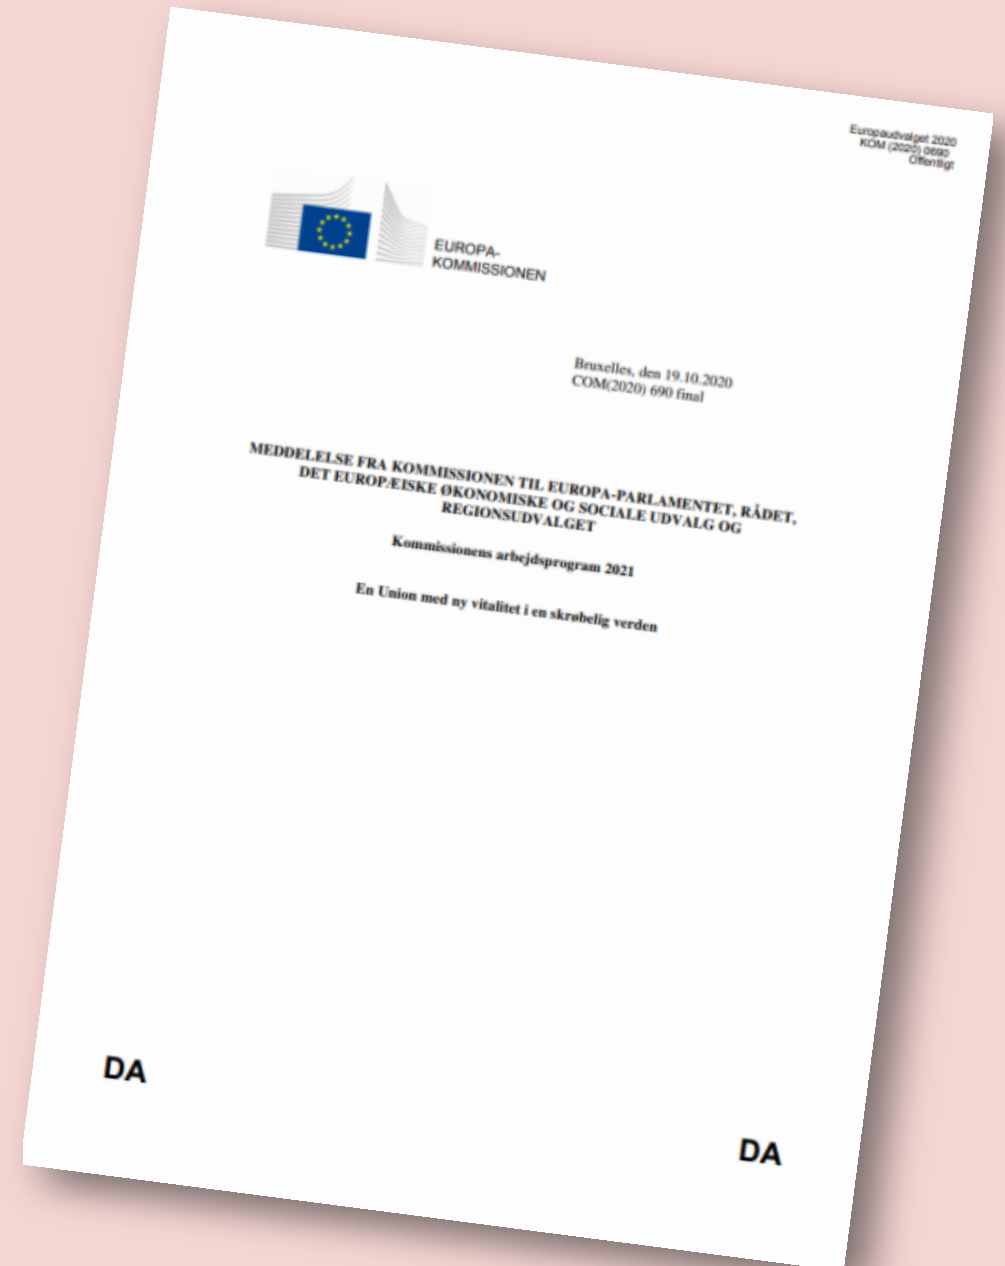 Europaudvalget 2020
KOM (2020) 0690
Offentligt
EUROPA-
KOMMISSIONEN
Bruxelles, den 19.10.2020
COM(2020) 690 final
MEDDELELSE FRA KOMMISSIONEN TIL EUROPA-PARLAMENTET, RÅDET,
DET EUROPÆISKE ØKONOMISKE OG SOCIALE UDVALG OG
REGIONSUDVALGET
Kommissionens arbejdsprogram 2021
En Union med ny vitalitet i en skrøbelig verden
DA
DA